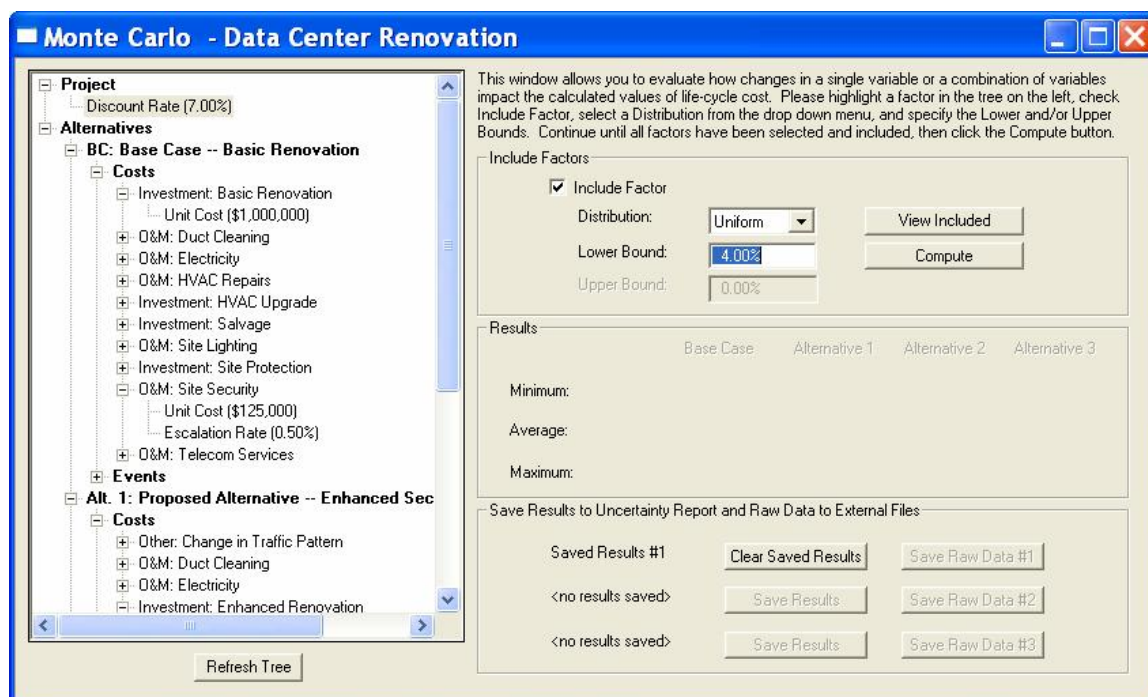 Monte Carlo - Data Center Renovation
Project
Discount Rate (7.00%)
Alternatives
BC: Base Case -- Basic Renovation
Costs
Investment: Basic Renovation
Unit Cost ($1,000,000)
O&M: Duct Cleaning
O&M: Electricity
O&M: HVAC Repairs
Investment: HVAC Upgrade
Investment: Salvage
O&M: Site Lighting
Investment: Site Protection
O&M: Site Security
Unit Cost ($125,000)
Escalation Rate (0.50%)
O&M: Telecom Services
Events
Alt. 1: Proposed Alternative -- Enhanced Sec
Costs
Other: Change in Traffic Pattern
O&M: Duct Cleaning
O&M: Electricity
Investment: Enhanced Renovation
Refresh Tree
This window allows you to evaluate how changes in a single variable or a combination of variables
impact the calculated values of life-cycle cost. Please highlight a factor in the tree on the left, check
Include Factor, select a Distribution from the drop down menu, and specify the Lower and/or Upper
Bounds. Continue until all factors have been selected and included, then click the Compute button.
Include Factors
Include Factor
Distribution: Uniform View Included
Lower Bound: 4.00% Compute
Upper Bound: 0.00%
Results
Base Case Alternative 1 Alternative 2 Alternative 3
Minimum:
Average:
Maximum:
Save Results to Uncertainty Report and Raw Data to External Files
Saved Results #1 Clear Saved Results Save Raw Data #1
<no results saved> Save Results Save Raw Data #2
<no results saved> Save Results Save Raw Data #3